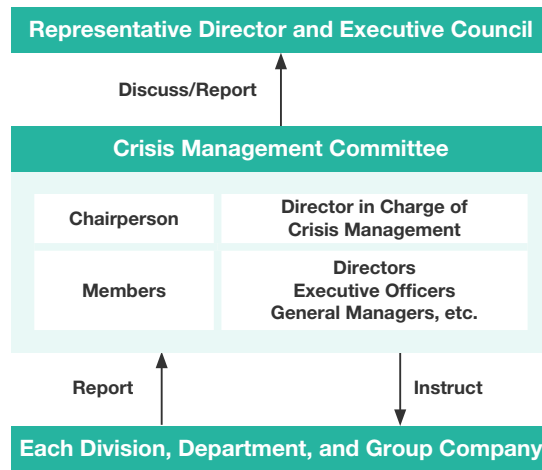 Representative Director and Executive Council
Discuss/Report
Crisis Management Committee
Chairperson
Director in Charge of
Crisis Management
Members
Directors
Executive Officers
General Managers, etc.
Report
Instruct
Each Division, Department, and Group Company